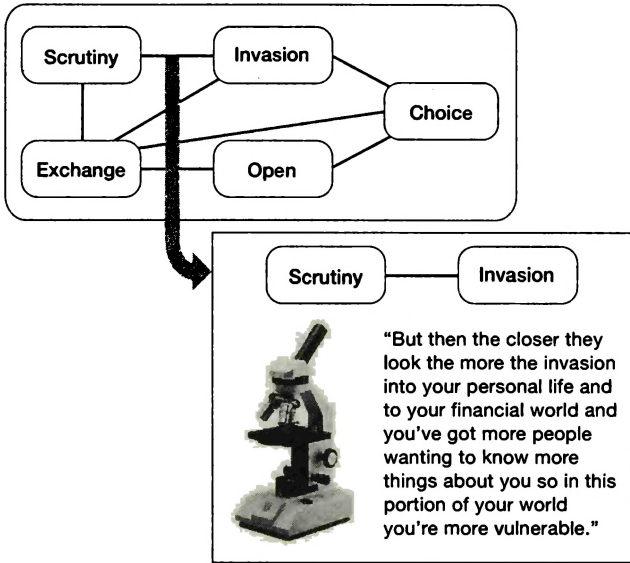 Scrutiny
Invasion
Choice
Exchange
Open
Scrutiny
Invasion
"But then the closer they
look the more the invasion
into your personal life and
to your financial world and
you've got more people
wanting to know more
things about you so in this
portion of your world
you're more vulnerable."